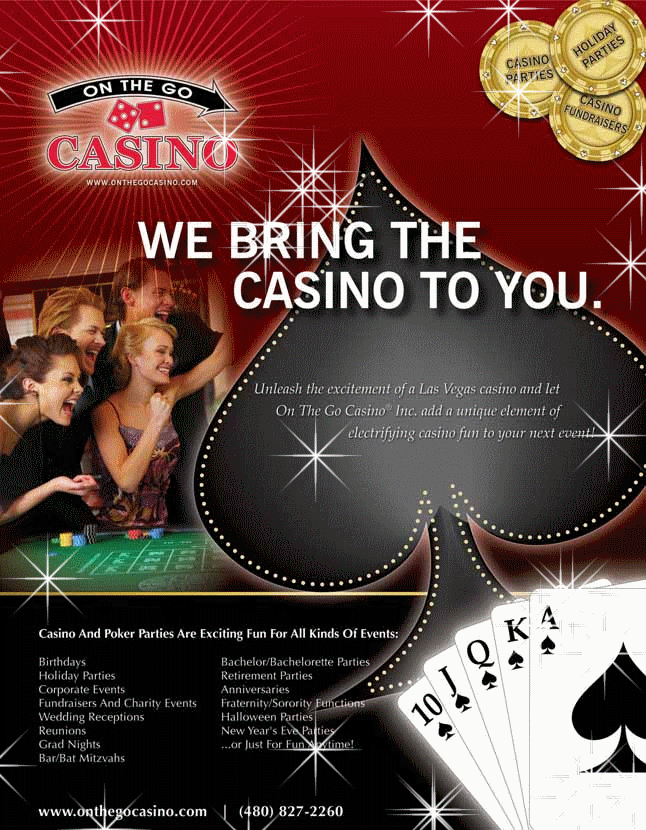 ON THE GO
CASINO
WWW.ONTHEGOCASINO.COM
CASINO
PARTIES
HOLIDAY
PARTIES
CASINO
FUNDRAISERS
WE BRING THE
CASINO TO YOU.
Unleash the excitement of a Las Vegas casino and let
On The Go Casino® Inc. add a unique element of
electrifying casino fun to your next event!
Casino And Poker Parties Are Exciting Fun For All Kinds Of Events:
Birthdays
Holiday Parties
Corporate Events
Fundraisers And Charity Events
Wedding Receptions
Reunions
Grad Nights
Bar/Bat Mitzvahs
Bachelor/Bachelorette Parties
Retirement Parties
Anniversaries
Fraternity/Sorority Functions
Halloween Parties
New Year's Eve Parties
...or Just For Fun Anytime!
10
J
Q
K
A
www.onthegocasino.com | (480) 827-2260